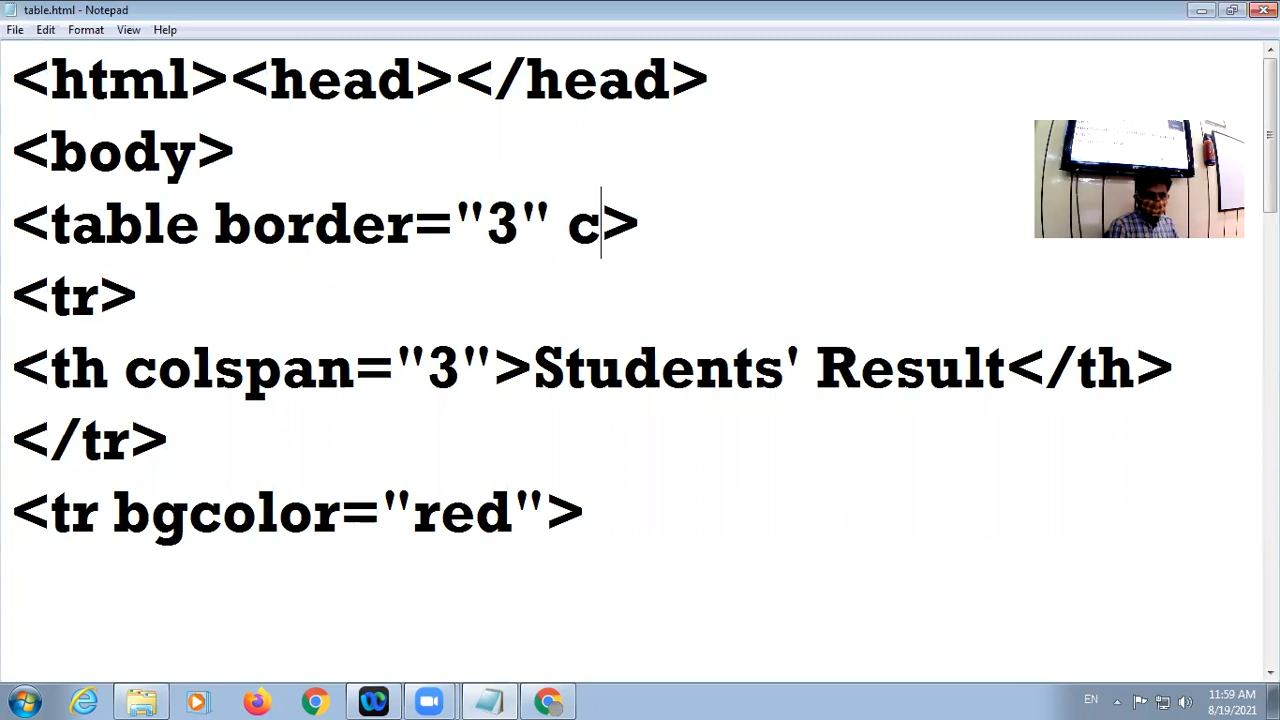 table.html - Notepad
File Edit Format View Help
<html><head></head>
<body>
<table border="3" c>
<tr>
<th colspan="3">Students' Result</th>
</tr>
<tr bgcolor="red">
EN
11:59 AM
8/19/2021